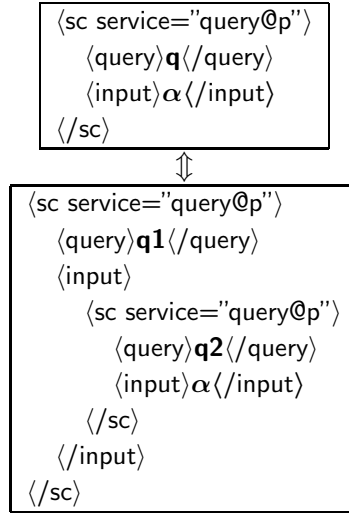 ⟨sc service="query@p"⟩
⟨query⟩q⟨/query⟩
⟨input⟩α⟨/input⟩
⟨/sc⟩
⇕
⟨sc service="query@p"⟩
⟨query⟩q1⟨/query⟩
⟨input⟩
⟨sc service="query@p"⟩
⟨query⟩q2⟨/query⟩
⟨input⟩α⟨/input⟩
⟨/sc⟩
⟨/input⟩
⟨/sc⟩